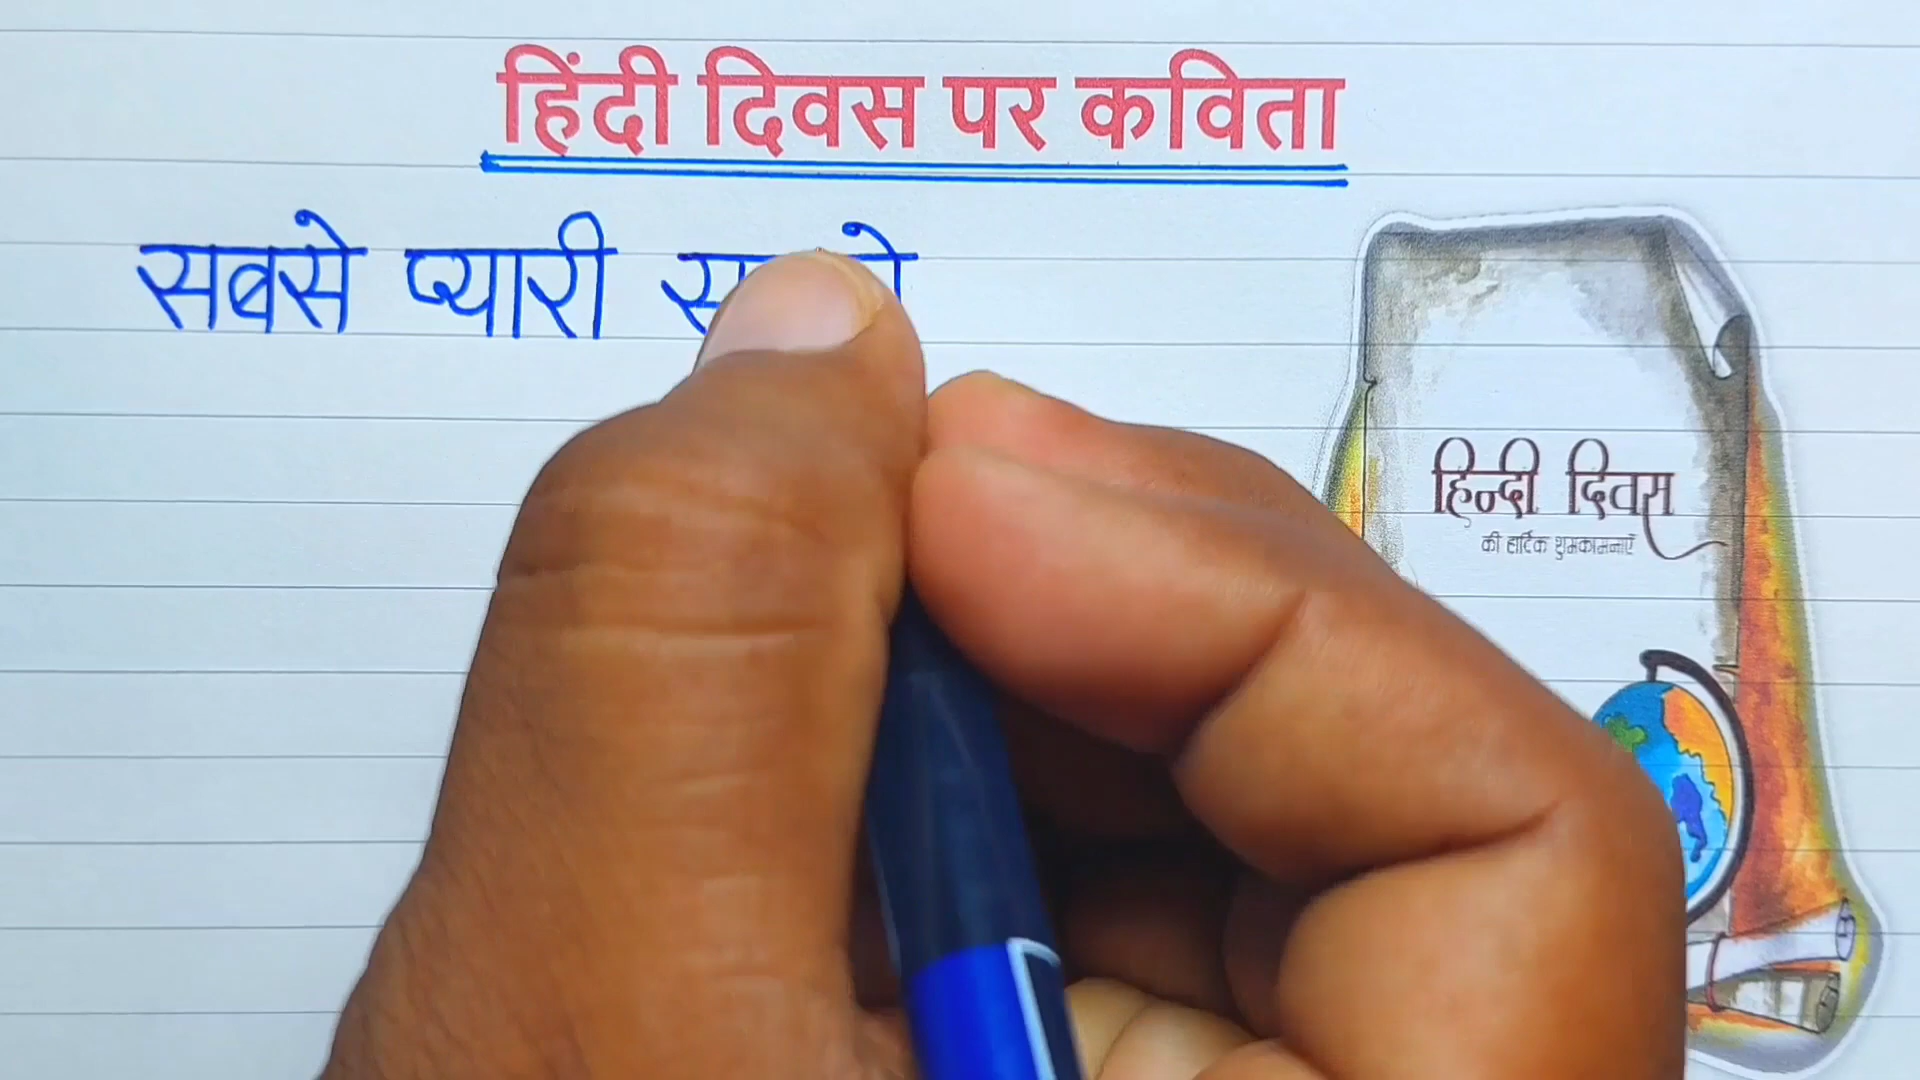 हिंदी दिवस पर कविता
सबसे प्यारी
हिन्दी दिवस
की हार्दिक शुभकामनाएँ